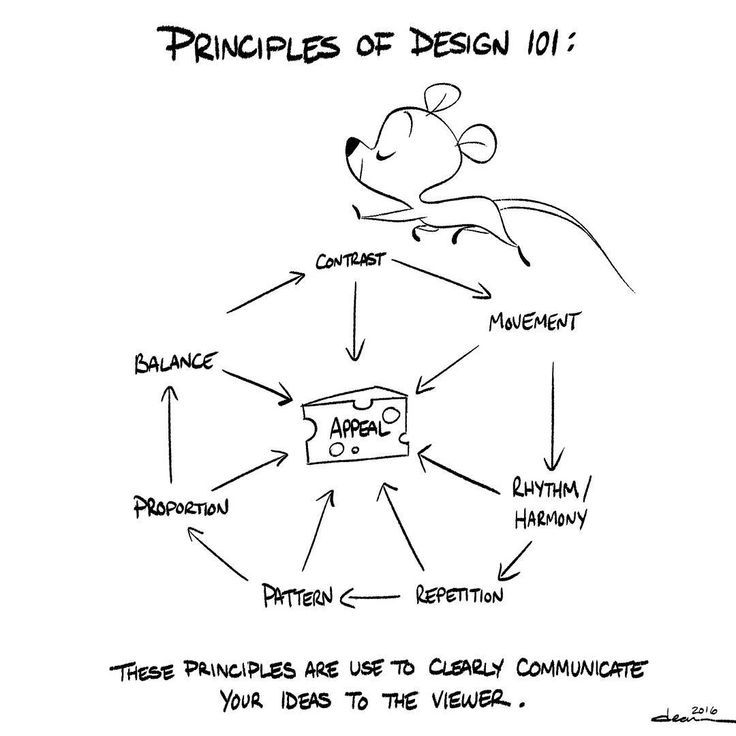 PRINCIPLES OF DESIGN 101:
CONTRAST
MOVEMENT
BALANCE
APPEAL
RHYTHM/
HARMONY
PROPORTION
PATTERN
REPETITION
THESE PRINCIPLES ARE USE TO CLEARLY COMMUNICATE
YOUR IDEAS TO THE VIEWER.
2016